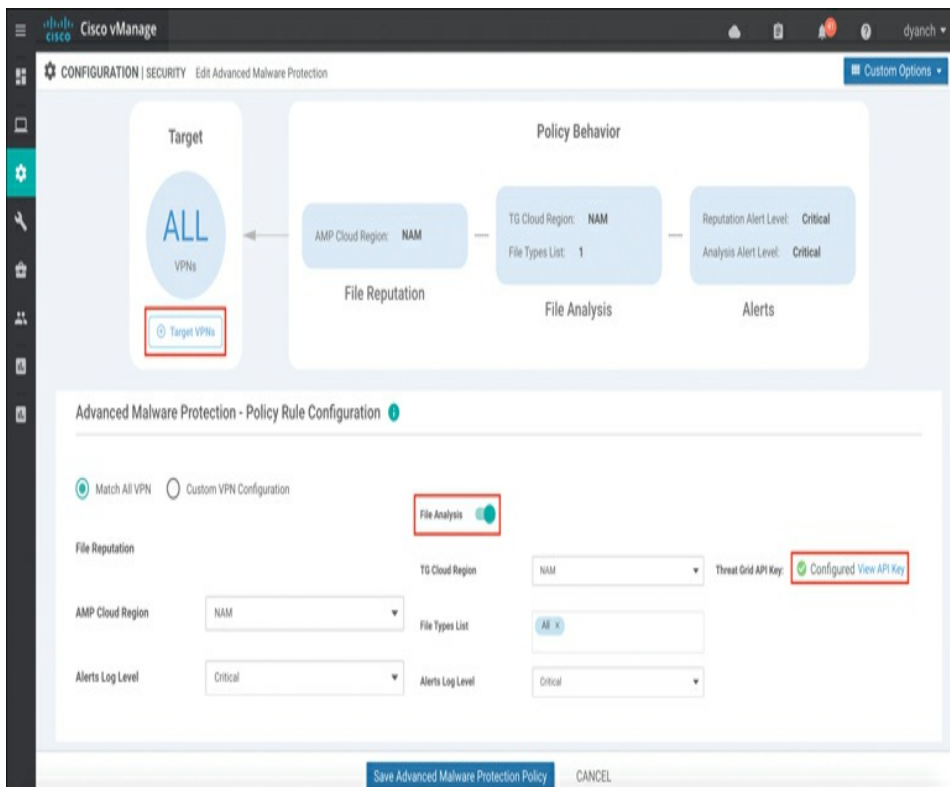 cisco Cisco vManage
41
dyanch
CONFIGURATION | SECURITY Edit Advanced Malware Protection
Custom Options
Target
ALL
VPNs
Target VPNs
Policy Behavior
AMP Cloud Region: NAM
File Reputation
TG Cloud Region: NAM
File Types List: 1
File Analysis
Reputation Alert Level: Critical
Analysis Alert Level: Critical
Alerts
Advanced Malware Protection - Policy Rule Configuration
Match All VPN
Custom VPN Configuration
File Reputation
AMP Cloud Region NAM
Alerts Log Level Critical
File Analysis
TG Cloud Region NAM
Threat Grid API Key: Configured View API Key
File Types List All ×
Alerts Log Level Critical
Save Advanced Malware Protection Policy
CANCEL